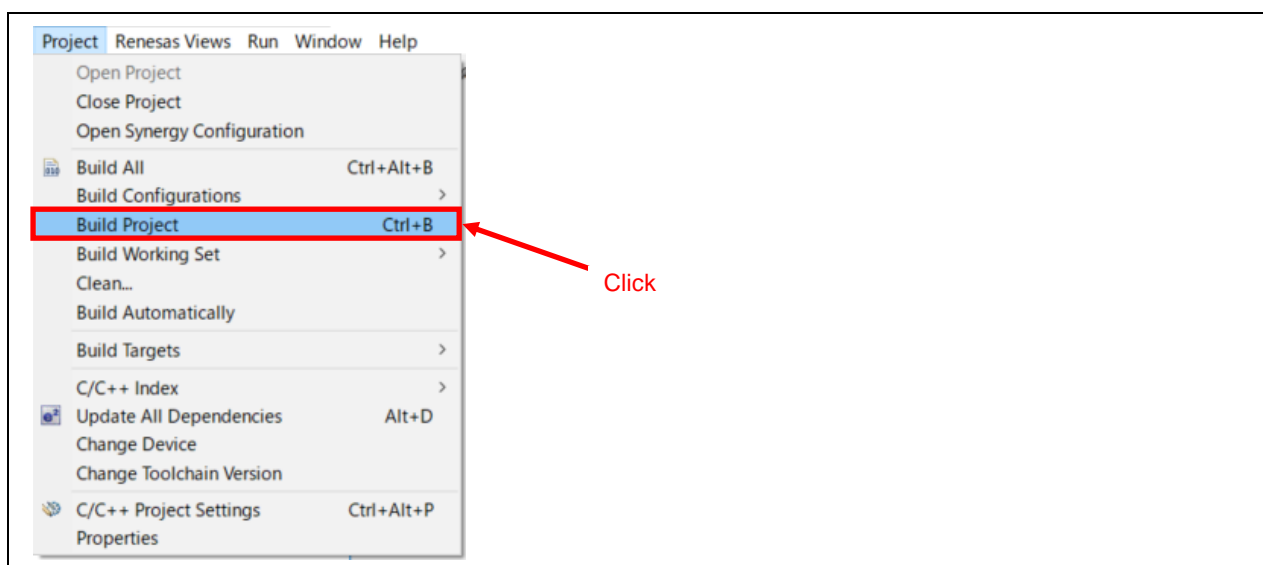 Project Renesas Views Run Window Help
Open Project
Close Project
Open Synergy Configuration
Build All Ctrl+Alt+B
Build Configurations >
Build Project Ctrl+B
Build Working Set >
Click
Clean...
Build Automatically
Build Targets >
C/C++ Index >
Update All Dependencies Alt+D
Change Device
Change Toolchain Version
C/C++ Project Settings Ctrl+Alt+P
Properties